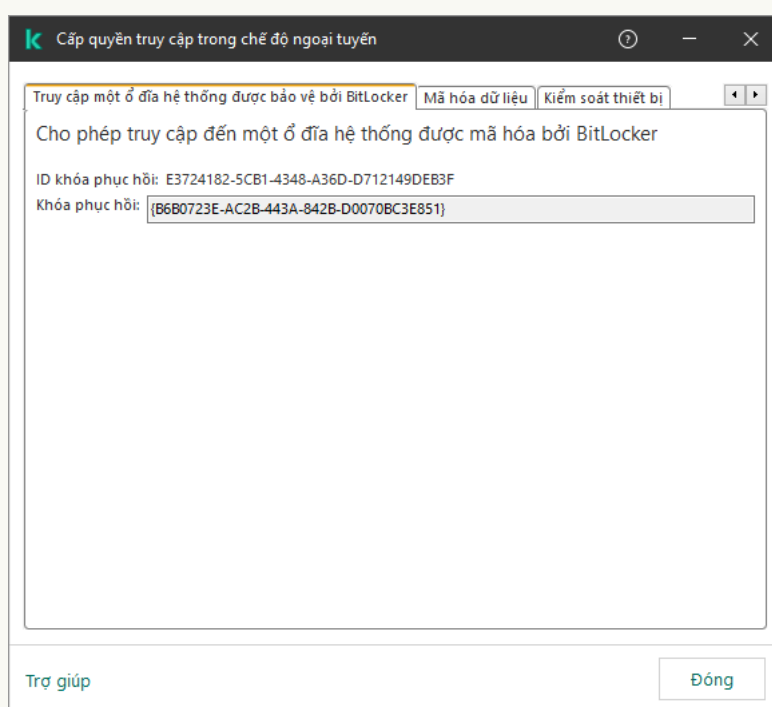 Cấp quyền truy cập trong chế độ ngoại tuyến
Truy cập một ổ đĩa hệ thống được bảo vệ bởi BitLocker Mã hóa dữ liệu Kiểm soát thiết bị
Cho phép truy cập đến một ổ đĩa hệ thống được mã hóa bởi BitLocker
ID khóa phục hồi: E3724182-5CB1-4348-A36D-D712149DEB3F
Khóa phục hồi: {B6B0723E-AC2B-443A-842B-D0070BC3E851}
Trợ giúp Đóng